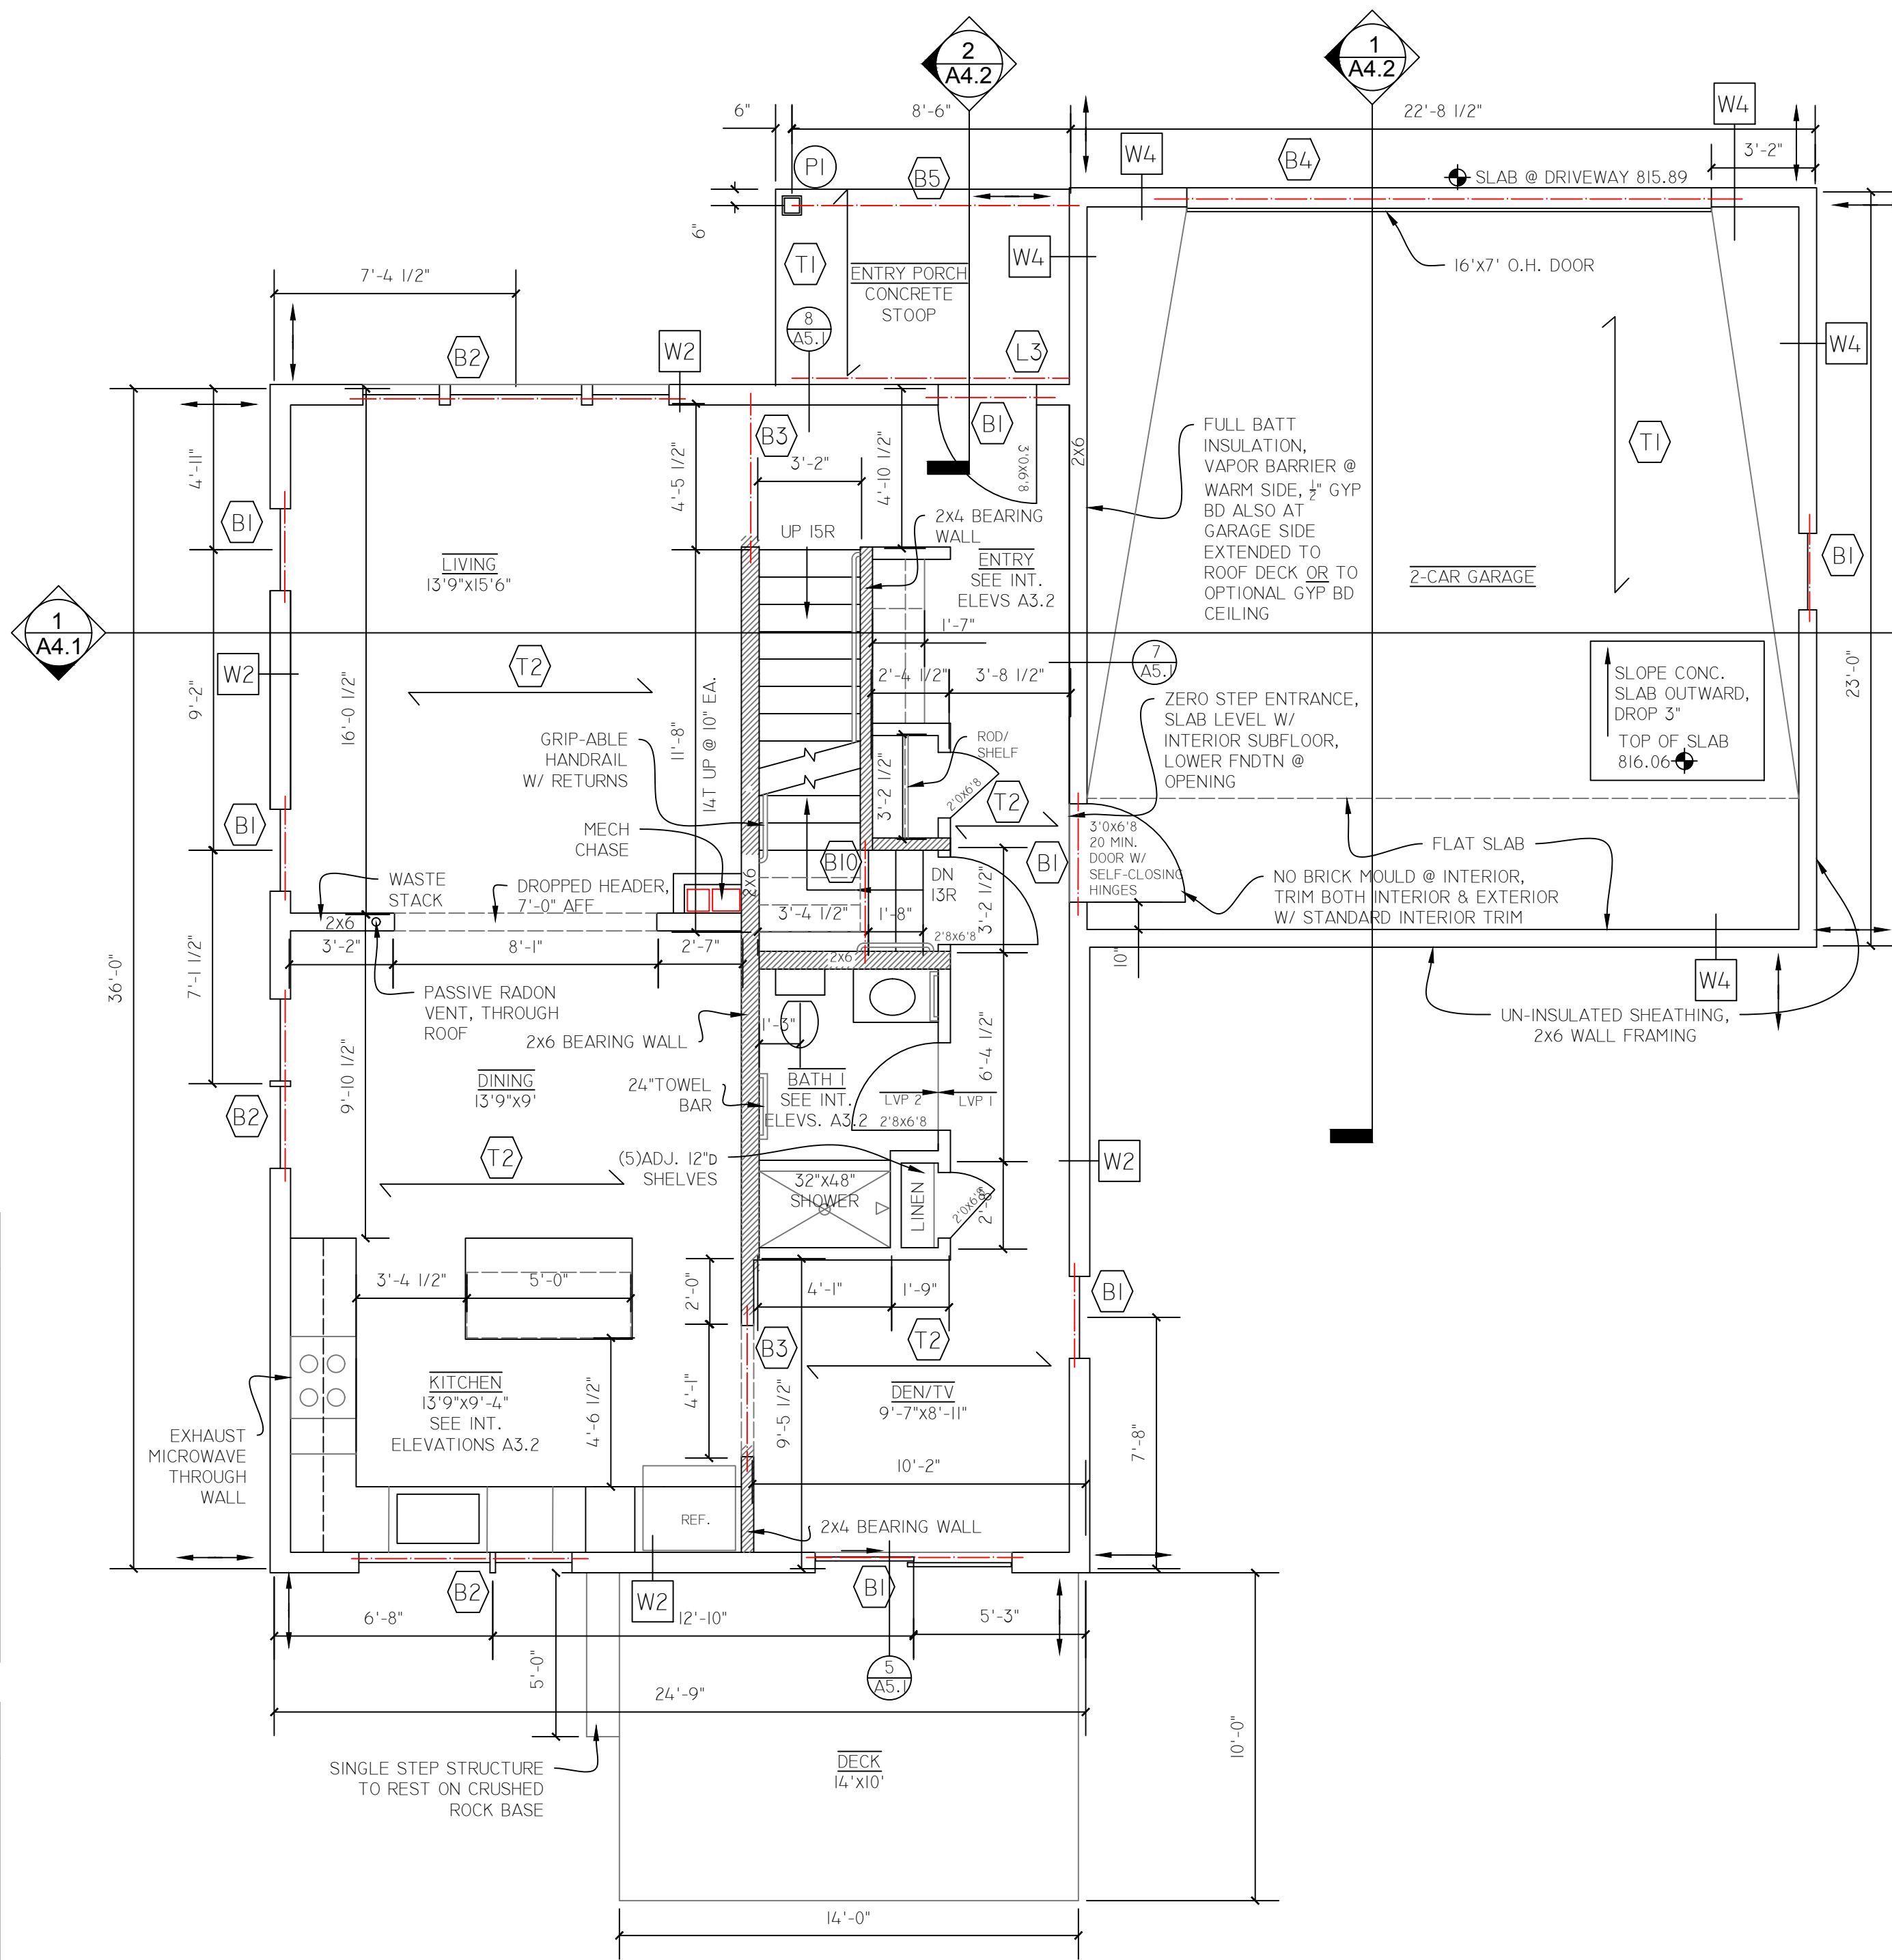 2
A4.2
1
A4.2
6"
8'-6"
22'-8 1/2"
W4
W4
3'-2"
P1
B5
B4
SLAB @ DRIVEWAY 815.89
6"
T1
ENTRY PORCH
CONCRETE
STOOP
W4
16'x7' O.H. DOOR
7'-4 1/2"
8
A5.1
B2
W2
L3
W4
4'-11"
4'-5 1/2"
B3
3'-2"
4'-10 1/2"
B1
3'0x6'8
2x6
FULL BATT
INSULATION,
VAPOR BARRIER @
WARM SIDE, 1/2" GYP
BD ALSO AT
GARAGE SIDE
EXTENDED TO
ROOF DECK OR TO
OPTIONAL GYP BD
CEILING
T1
B1
UP 15R
2x4 BEARING
WALL
B1
LIVING
13'9"x15'6"
ENTRY
SEE INT.
ELEVS A3.2
2-CAR GARAGE
1
A4.1
1'-7"
W2
T2
2'-4 1/2"
3'-8 1/2"
7
A5.1
9'-2"
16'-0 1/2"
11'-8"
14T UP @ 10" EA.
ZERO STEP ENTRANCE,
SLAB LEVEL W/
INTERIOR SUBFLOOR,
LOWER FNDTN @
OPENING
SLOPE CONC.
SLAB OUTWARD,
DROP 3"
TOP OF SLAB
816.06
23'-0"
GRIP-ABLE
HANDRAIL
W/ RETURNS
ROD/
SHELF
3'-2 1/2"
2'0x6'8
T2
B1
MECH
CHASE
B10
DN
13R
B1
3'0x6'8
20 MIN.
DOOR W/
SELF-CLOSING
HINGES
FLAT SLAB
WASTE
STACK
DROPPED HEADER,
7'-0" AFF
2x6
NO BRICK MOULD @ INTERIOR,
TRIM BOTH INTERIOR & EXTERIOR
W/ STANDARD INTERIOR TRIM
2x6
3'-2"
8'-1"
2'-7"
3'-4 1/2"
1'-8"
2'8x6'8
3'-2 1/2"
2x6
10"
36'-0"
7'-1 1/2"
W4
PASSIVE RADON
VENT, THROUGH
ROOF
2x6 BEARING WALL
1'-3"
UN-INSULATED SHEATHING,
2x6 WALL FRAMING
9'-10 1/2"
DINING
13'9"x9'
24"TOWEL
BAR
BATH 1
SEE INT.
ELEVS. A3.2
LVP 2
LVP 1
2'8x6'8
6'-4 1/2"
B2
T2
(5)ADJ. 12"D
SHELVES
32"x48"
SHOWER
LINEN
2'0x6'8
2'-8"
W2
3'-4 1/2"
5'-0"
2'-0"
4'-1"
1'-9"
B1
B3
T2
KITCHEN
13'9"x9'-4"
SEE INT.
ELEVATIONS A3.2
4'-6 1/2"
4'-1"
9'-5 1/2"
DEN/TV
9'-7"x8'-11"
7'-8"
EXHAUST
MICROWAVE
THROUGH
WALL
10'-2"
REF.
2x4 BEARING WALL
B2
W2
B1
6'-8"
12'-10"
5'-3"
5'-0"
5
A5.1
24'-9"
10'-0"
SINGLE STEP STRUCTURE
TO REST ON CRUSHED
ROCK BASE
DECK
14'x10'
14'-0"